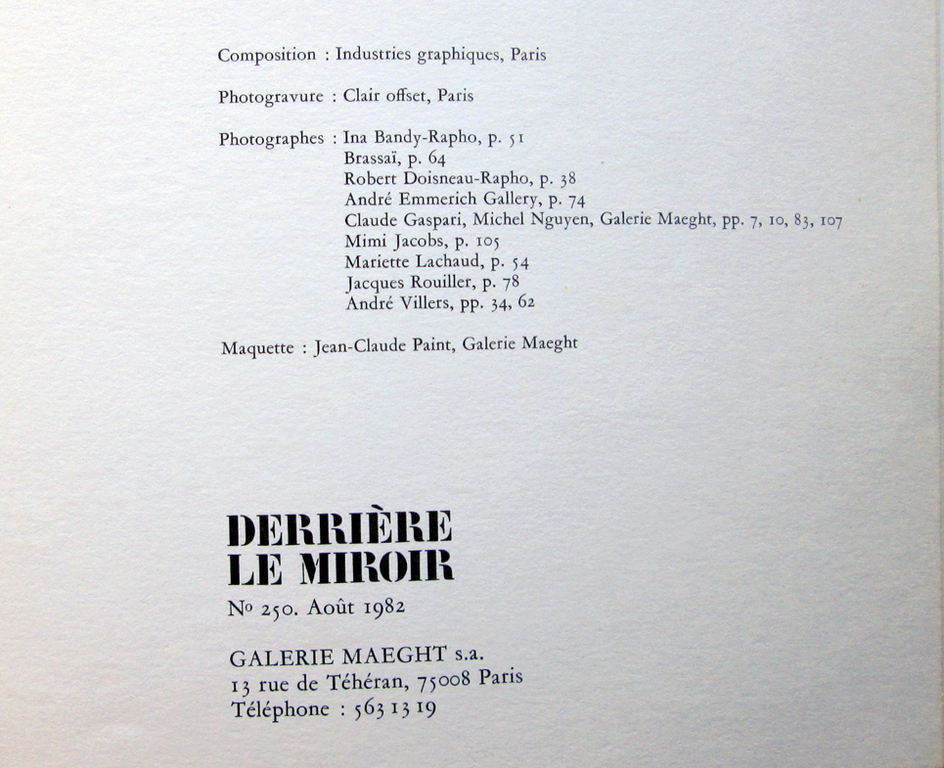 Composition : Industries graphiques, Paris
Photogravure : Clair offset, Paris
Photographes : Ina Bandy-Rapho, p. 51
Brassaï, p. 64
Robert Doisneau-Rapho, p. 38
André Emmerich Gallery, p. 74
Claude Gaspari, Michel Nguyen, Galerie Maeght, pp. 7, 10, 83, 107
Mimi Jacobs, p. 105
Mariette Lachaud, p. 54
Jacques Rouiller, p. 78
André Villers, pp. 34, 62
Maquette : Jean-Claude Paint, Galerie Maeght
DERRIÈRE
LE MIROIR
Nº 250. Août 1982
GALERIE MAEGHT s.a.
13 rue de Téhéran, 75008 Paris
Téléphone : 563 13 19